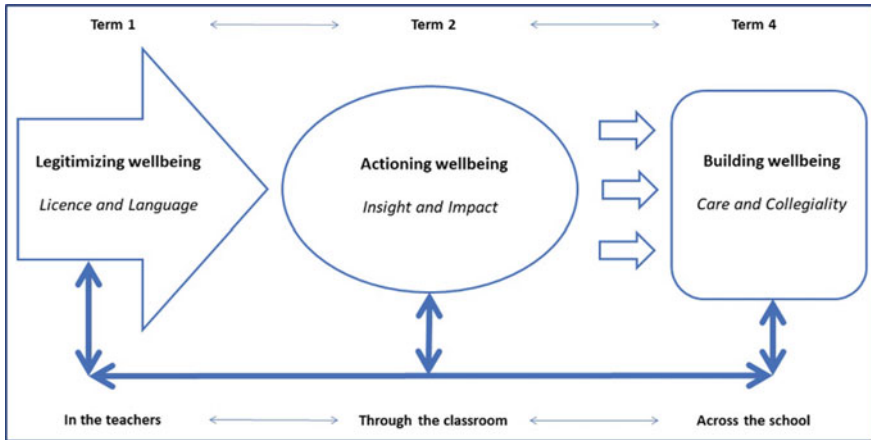 Term 1
Term 2
Term 4
Legitimizing wellbeing
Licence and Language
Actioning wellbeing
Insight and Impact
Building wellbeing
Care and Collegiality
In the teachers
Through the classroom
Across the school